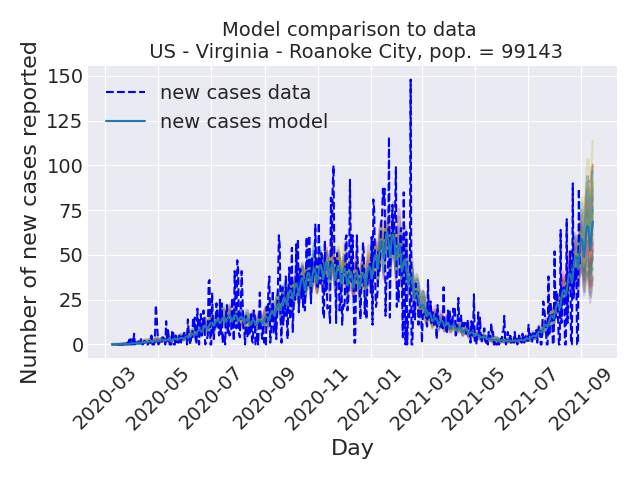 Model comparison to data
US - Virginia - Roanoke City, pop. = 99143
Number of new cases reported
150
125
100
75
50
25
0
new cases data
new cases model
2020-03
2020-05
2020-07
2020-09
2020-11
2021-01
2021-03
2021-05
2021-07
2021-09
Day